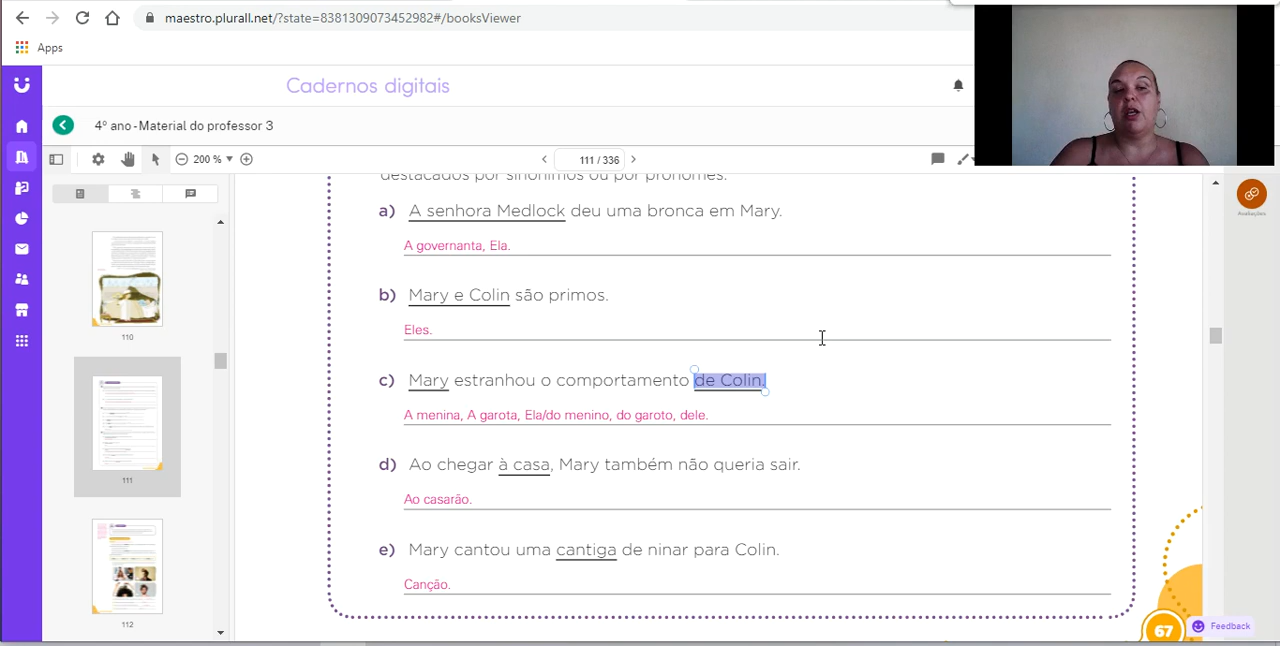 maestro.plurall.net/?state=8381309073452982#/booksViewer
Apps
Cadernos digitais
4º ano - Material do professor 3
200 %
111 / 336
destacados por sinônimos ou por pronomes.
a) A senhora Medlock deu uma bronca em Mary.
A governanta, Ela.
b) Mary e Colin são primos.
Eles.
c) Mary estranhou o comportamento de Colin.
A menina, A garota, Ela/do menino, do garoto, dele.
d) Ao chegar à casa, Mary também não queria sair.
Ao casarão.
e) Mary cantou uma cantiga de ninar para Colin.
Canção.
110
111
112
Avaliações
67
Feedback